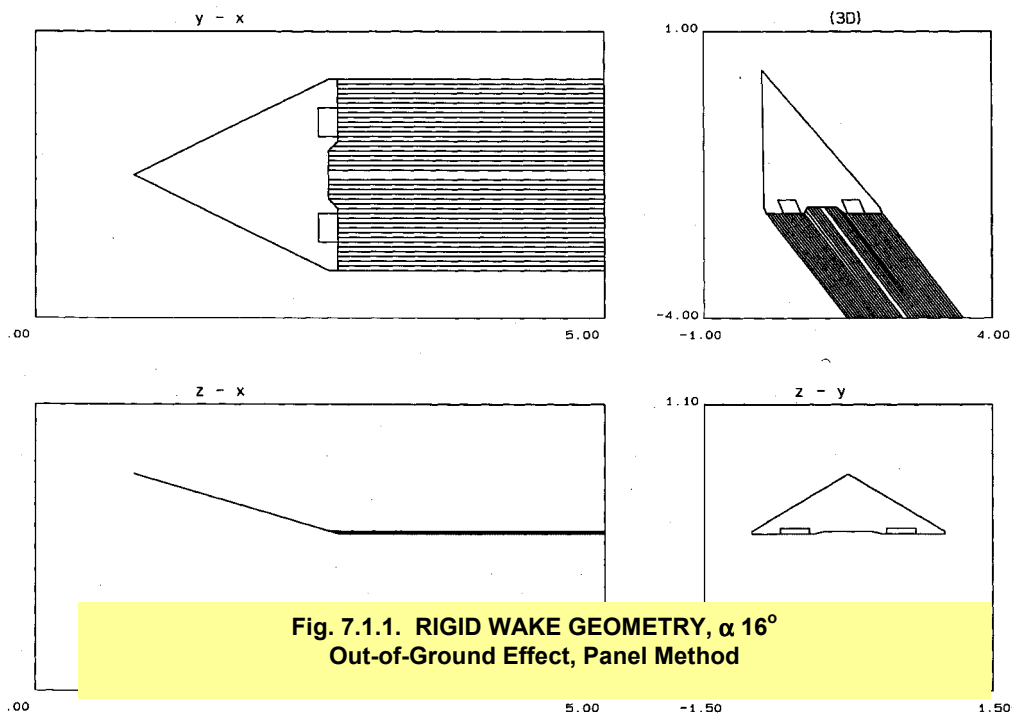 y - x
(3D)
1.00
-4.00
.00
5.00
-1.00
4.00
z - x
z - y
1.10
Fig. 7.1.1. RIGID WAKE GEOMETRY, α 16°
Out-of-Ground Effect, Panel Method
.00
5.00
-1.50
1.50